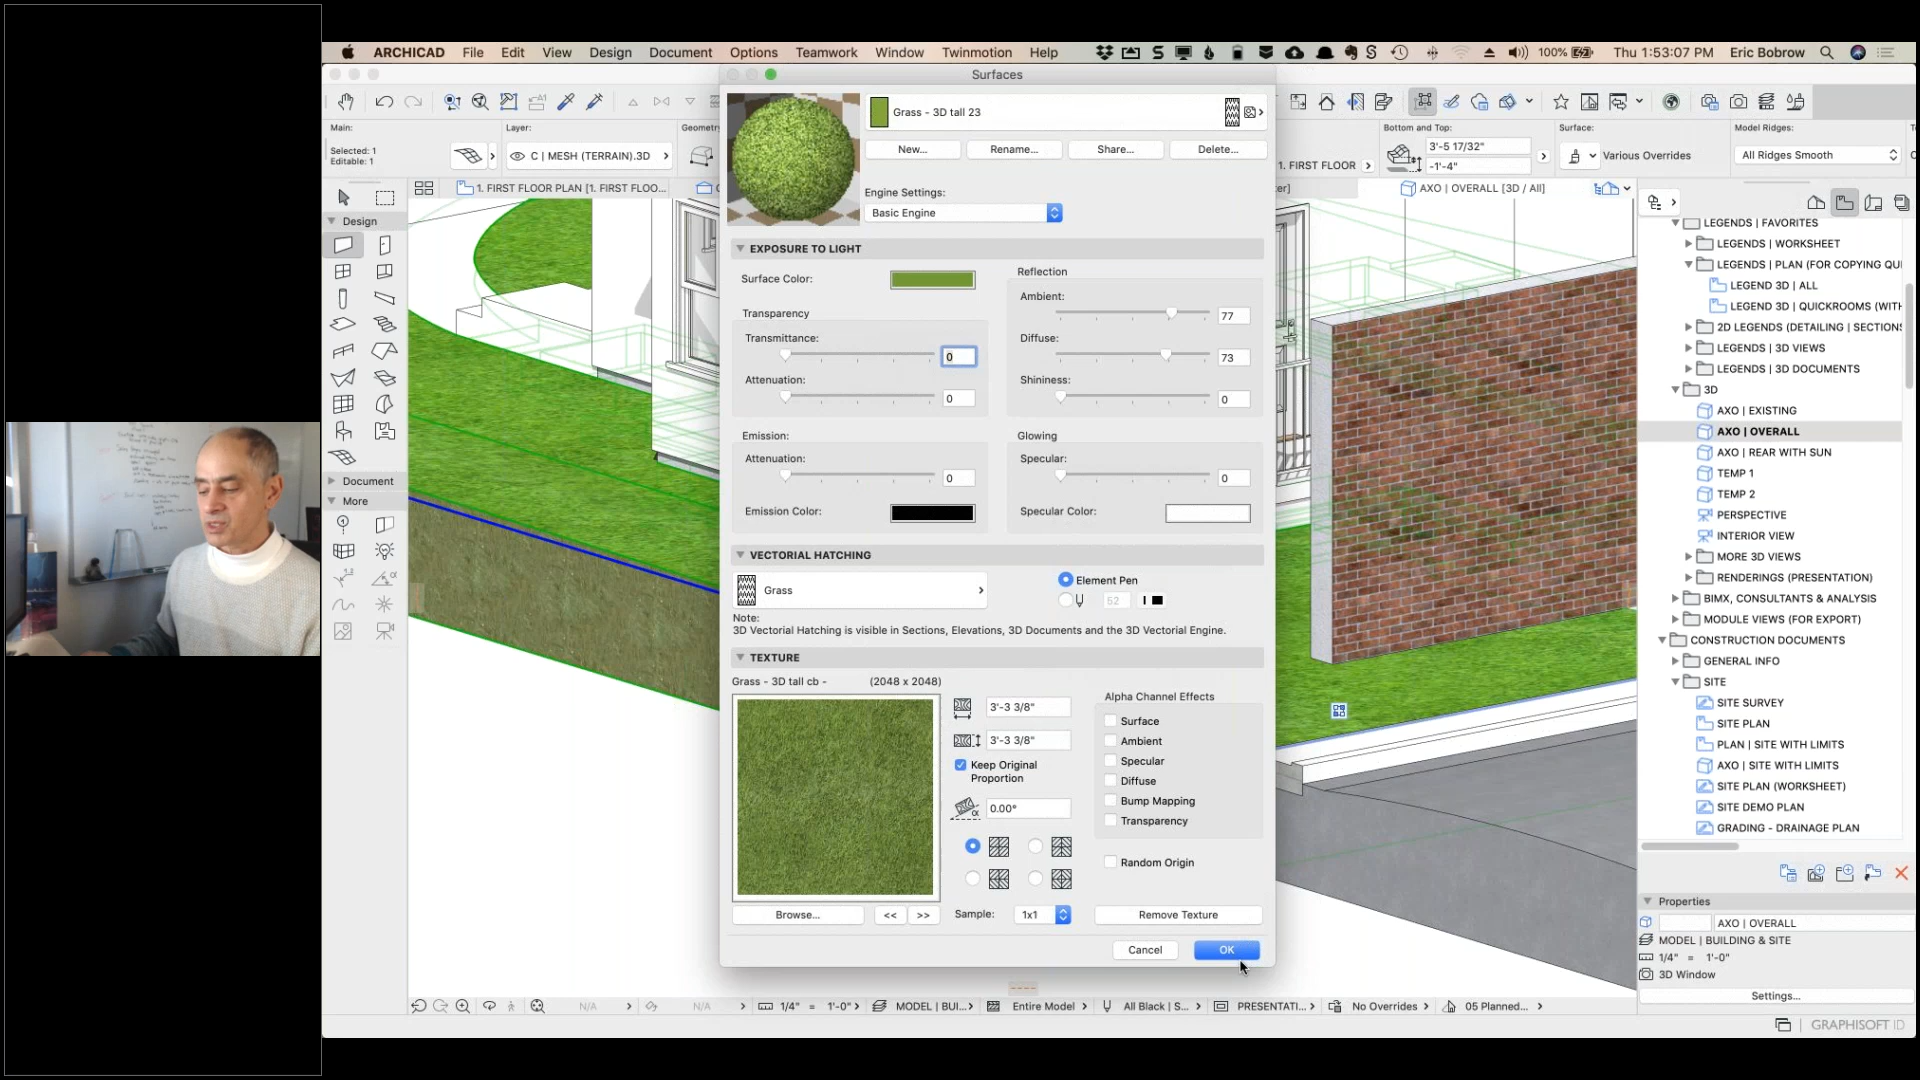 ARCHICAD File Edit View Design Document Options Teamwork Window Twinmotion Help 100% Thu 1:53:07 PM Eric Bobrow
Surfaces
Main:
Selected: 1
Editable: 1
Layer:
C | MESH (TERRAIN).3D
Geometr
1. FIRST FLOOR
Bottom and Top:
3'-5 17/32"
-1'-4"
Surface:
Various Overrides
Model Ridges:
All Ridges Smooth
1. FIRST FLOOR PLAN [1. FIRST FLOO...
AXO | OVERALL [3D / All]
Design
Document
More
Grass - 3D tall 23
New...
Rename...
Share...
Delete...
Engine Settings:
Basic Engine
EXPOSURE TO LIGHT
Surface Color:
Transparency
Transmittance:
0
Attenuation:
0
Reflection
Ambient:
77
Diffuse:
73
Shininess:
0
Emission:
Attenuation:
0
Emission Color:
Glowing
Specular:
0
Specular Color:
VECTORIAL HATCHING
Grass
Element Pen
52
Note:
3D Vectorial Hatching is visible in Sections, Elevations, 3D Documents and the 3D Vectorial Engine.
TEXTURE
Grass - 3D tall cb - (2048 x 2048)
3'-3 3/8"
3'-3 3/8"
Keep Original
Proportion
0.00°
Alpha Channel Effects
Surface
Ambient
Specular
Diffuse
Bump Mapping
Transparency
Random Origin
Browse...
<<
>>
Sample:
1x1
Remove Texture
Cancel
OK
LEGENDS | FAVORITES
LEGENDS | WORKSHEET
LEGENDS | PLAN (FOR COPYING QUI
LEGEND 3D | ALL
LEGEND 3D | QUICKROOMS (WITH
2D LEGENDS (DETAILING | SECTIONS
LEGENDS | 3D VIEWS
LEGENDS | 3D DOCUMENTS
3D
AXO | EXISTING
AXO | OVERALL
AXO | REAR WITH SUN
TEMP 1
TEMP 2
PERSPECTIVE
INTERIOR VIEW
MORE 3D VIEWS
RENDERINGS (PRESENTATION)
BIMX, CONSULTANTS & ANALYSIS
MODULE VIEWS (FOR EXPORT)
CONSTRUCTION DOCUMENTS
GENERAL INFO
SITE
SITE SURVEY
SITE PLAN
PLAN | SITE WITH LIMITS
AXO | SITE WITH LIMITS
SITE PLAN (WORKSHEET)
SITE DEMO PLAN
GRADING - DRAINAGE PLAN
Properties
AXO | OVERALL
MODEL | BUILDING & SITE
1/4" = 1'-0"
3D Window
Settings...
N/A N/A 1/4" = 1'-0" MODEL | BUI... Entire Model All Black | S... PRESENTATI... No Overrides 05 Planned...
GRAPHISOFT ID